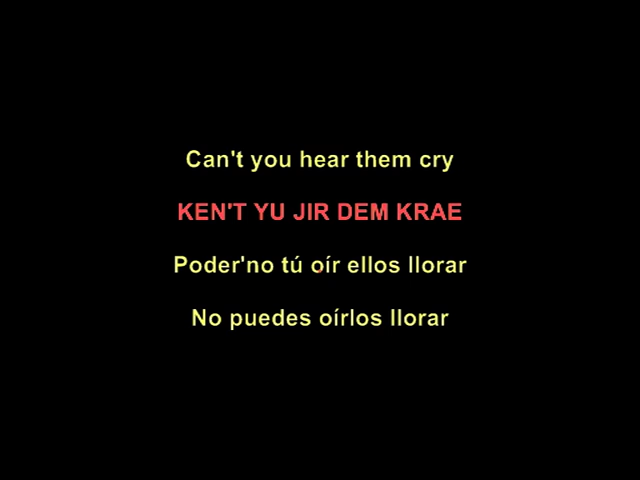 Can't you hear them cry
KEN'T YU JIR DEM KRAE
Poder'no tú oír ellos llorar
No puedes oírlos llorar